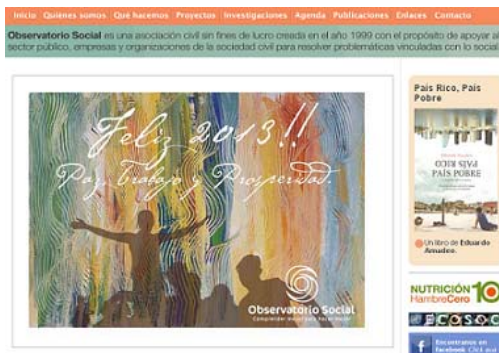 Inicio Quiénes somos Qué hacemos Proyectos Investigaciones Agenda Publicaciones Enlaces Contacto
Observatorio Social es una asociación civil sin fines de lucro creada en el año 1999 con el propósito de apoyar al
sector público, empresas y organizaciones de la sociedad civil para resolver problemáticas vinculadas con lo social
Feliz 2013!!
Paz, Trabajo y Prosperidad.
Observatorio Social
País Rico, País
Pobre
PAÍS RICO
PAÍS POBRE
Un libro de Eduardo
Amadeo.
NUTRICIÓN 10
HambreCero
ECOSOC
Encontranos en
Facebook